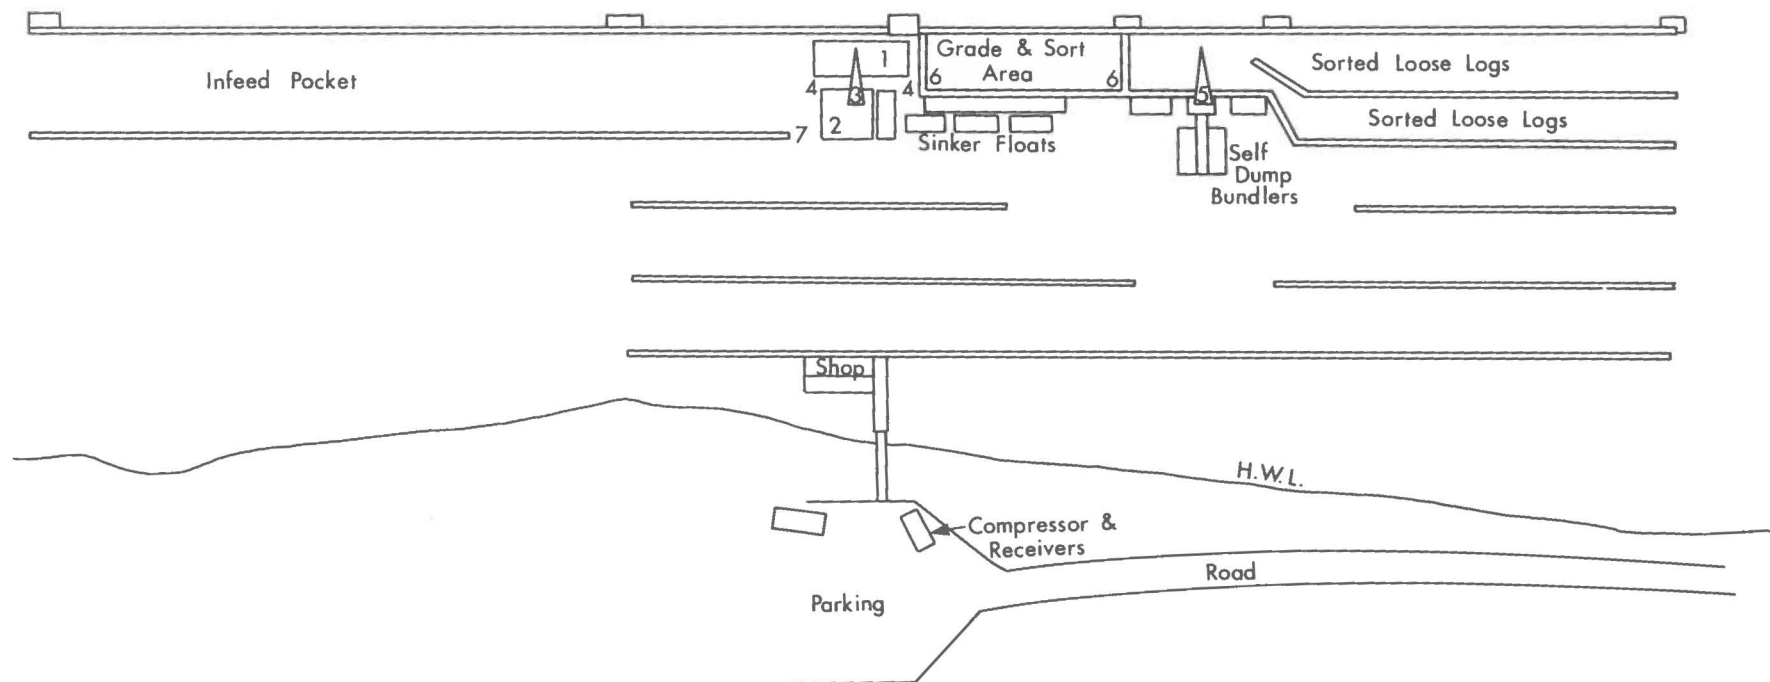 Infeed Pocket
1
Grade & Sort
Area
Sorted Loose Logs
4
3
4
6
6
5
2
7
Sinker Floats
Sorted Loose Logs
Self
Dump
Bundlers
Shop
H.W.L.
Compressor &
Receivers
Road
Parking